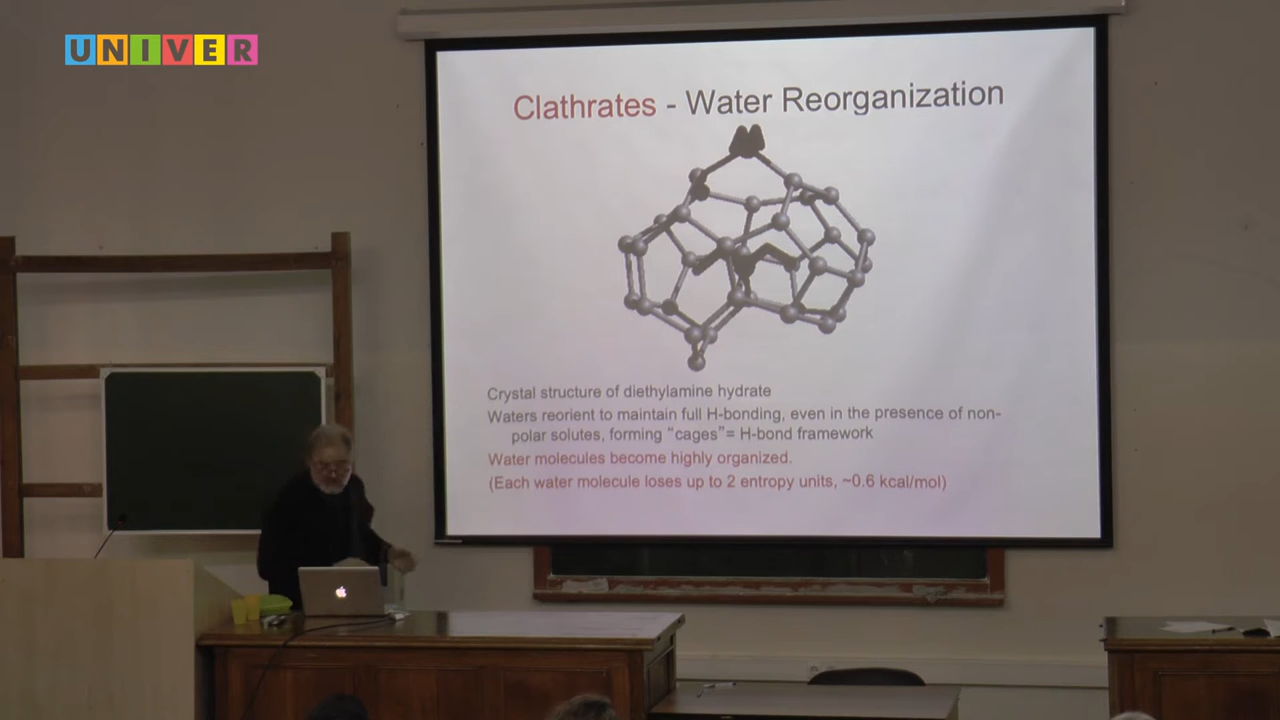 UNIVER
Clathrates - Water Reorganization
Crystal structure of diethylamine hydrate
Waters reorient to maintain full H-bonding, even in the presence of non-
polar solutes, forming “cages”= H-bond framework
Water molecules become highly organized.
(Each water molecule loses up to 2 entropy units, ~0.6 kcal/mol)